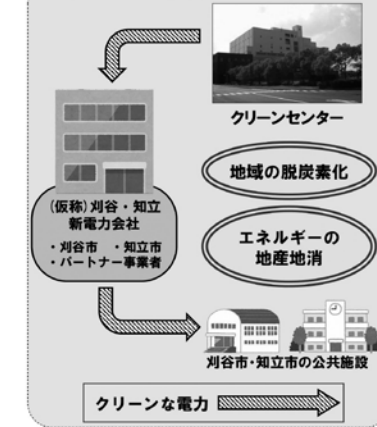 クリーンセンター
(仮称)刈谷・知立
新電力会社
・刈谷市 ・知立市
・パートナー事業者
地域の脱炭素化
エネルギーの
地産地消
刈谷市・知立市の公共施設
クリーンな電力